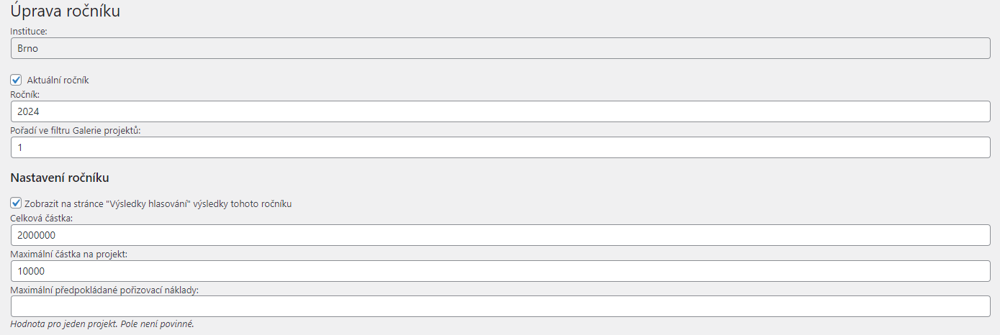 Úprava ročníku
Instituce:
Brno
Aktuální ročník
Ročník:
2024
Pořadí ve filtru Galerie projektů:
1
Nastavení ročníku
Zobrazit na stránce "Výsledky hlasování" výsledky tohoto ročníku
Celková částka:
2000000
Maximální částka na projekt:
10000
Maximální předpokládané pořizovací náklady:
Hodnota pro jeden projekt. Pole není povinné.